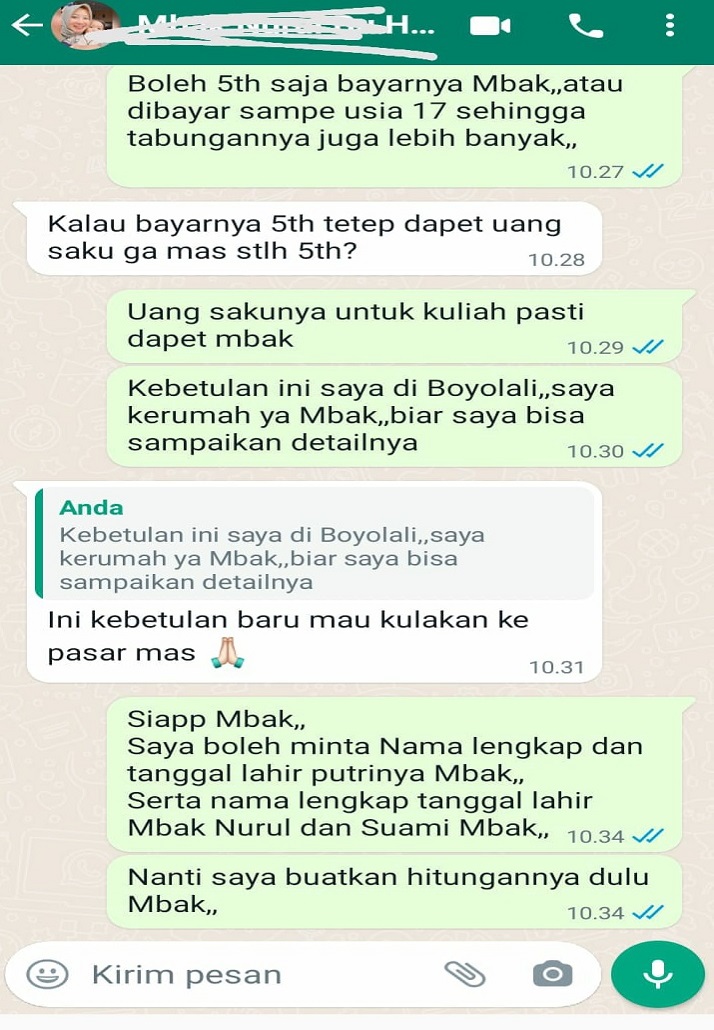 H...
Boleh 5th saja bayarnya Mbak,,atau
dibayar sampe usia 17 sehingga
tabungannya juga lebih banyak,,
10.27
Kalau bayarnya 5th tetep dapet uang
saku ga mas stlh 5th?
10.28
Uang sakunya untuk kuliah pasti
dapet mbak
10.29
Kebetulan ini saya di Boyolali,,saya
kerumah ya Mbak,,biar saya bisa
sampaikan detailnya
10.30
Anda
Kebetulan ini saya di Boyolali,,saya
kerumah ya Mbak,,biar saya bisa
sampaikan detailnya
Ini kebetulan baru mau kulakan ke
pasar mas 🙏🏻
10.31
Siapp Mbak,,
Saya boleh minta Nama lengkap dan
tanggal lahir putrinya Mbak,,
Serta nama lengkap tanggal lahir
Mbak Nurul dan Suami Mbak,,
10.34
Nanti saya buatkan hitungannya dulu
Mbak,,
10.34
Kirim pesan